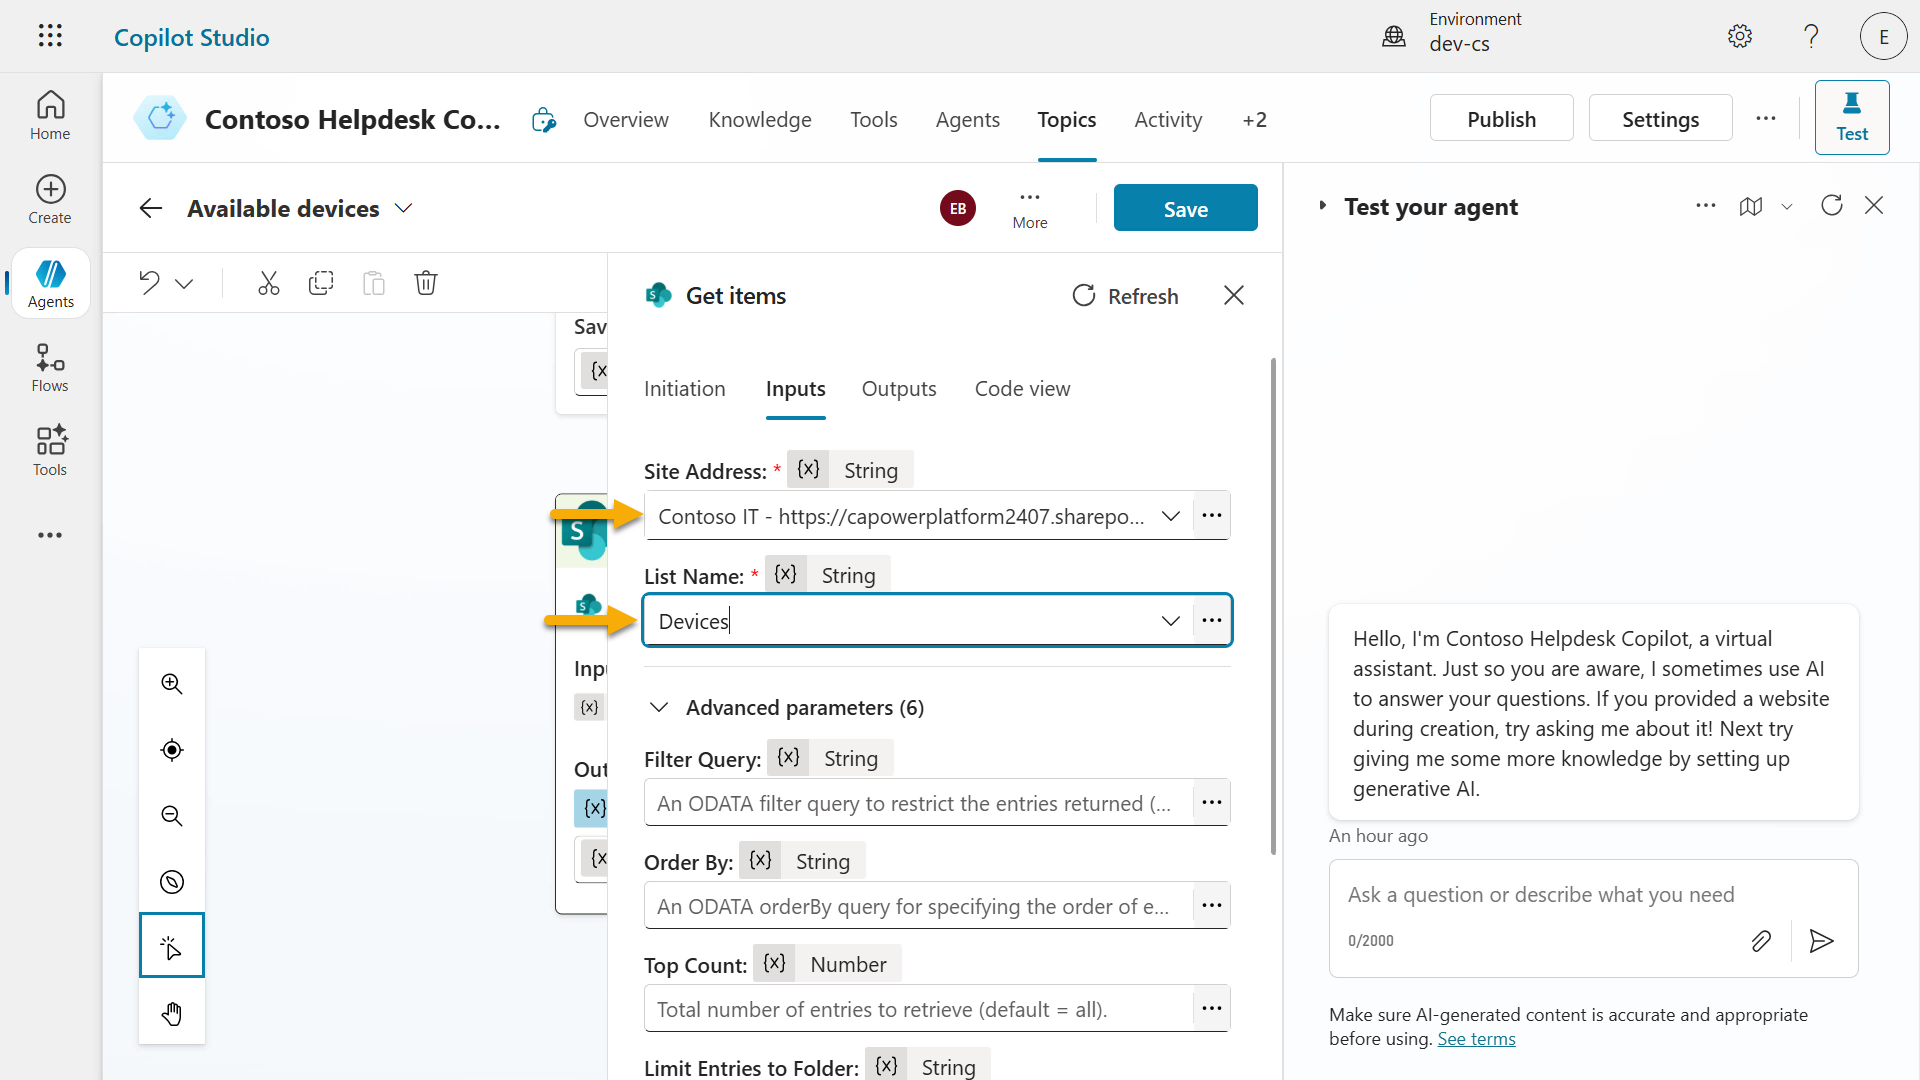 Copilot Studio
Environment
dev-cs
E
Home
Create
Agents
Flows
Tools
Contoso Helpdesk Co...
Overview
Knowledge
Tools
Agents
Topics
Activity
+2
Publish
Settings
Test
Available devices
EB
More
Save
Sav
{x
S
Inpu
{x}
Out
{x}
{x
Get items
Refresh
Initiation
Inputs
Outputs
Code view
Site Address: * {x} String
Contoso IT - https://capowerplatform2407.sharepo...
List Name: * {x} String
Devices
Advanced parameters (6)
Filter Query: {x} String
An ODATA filter query to restrict the entries returned (...
Order By: {x} String
An ODATA orderBy query for specifying the order of e...
Top Count: {x} Number
Total number of entries to retrieve (default = all).
Limit Entries to Folder: {x} String
Test your agent
Hello, I'm Contoso Helpdesk Copilot, a virtual
assistant. Just so you are aware, I sometimes use AI
to answer your questions. If you provided a website
during creation, try asking me about it! Next try
giving me some more knowledge by setting up
generative AI.
An hour ago
Ask a question or describe what you need
0/2000
Make sure AI-generated content is accurate and appropriate
before using. See terms